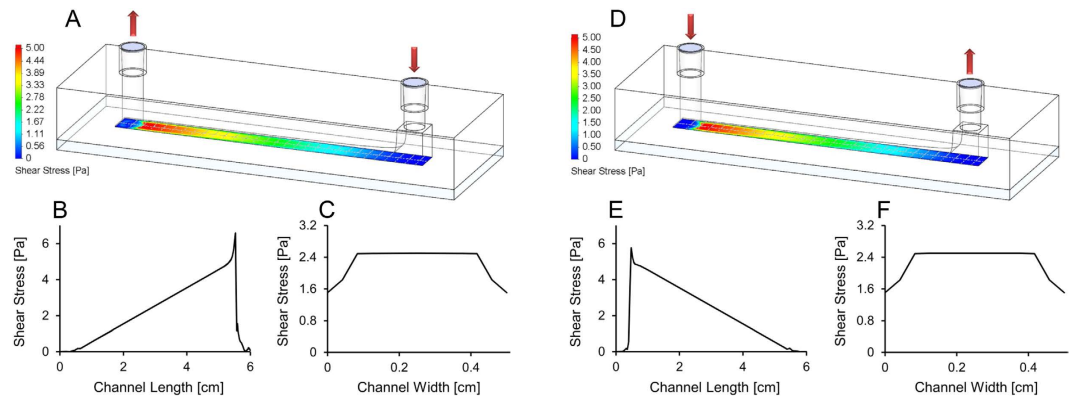 A
5.00
4.44
3.89
3.33
2.78
2.22
1.67
1.11
0.56
0
Shear Stress [Pa]
D
5.00
4.50
4.00
3.50
3.00
2.50
2.00
1.50
1.00
0.50
0
Shear Stress [Pa]
B
Shear Stress [Pa]
6
4
2
0
0 2 4 6
Channel Length [cm]
C
Shear Stress [Pa]
3.2
2.4
1.6
0.8
0
0 0.2 0.4
Channel Width [cm]
E
Shear Stress [Pa]
6
4
2
0
0 2 4 6
Channel Length [cm]
F
Shear Stress [Pa]
3.2
2.4
1.6
0.8
0
0 0.2 0.4
Channel Width [cm]